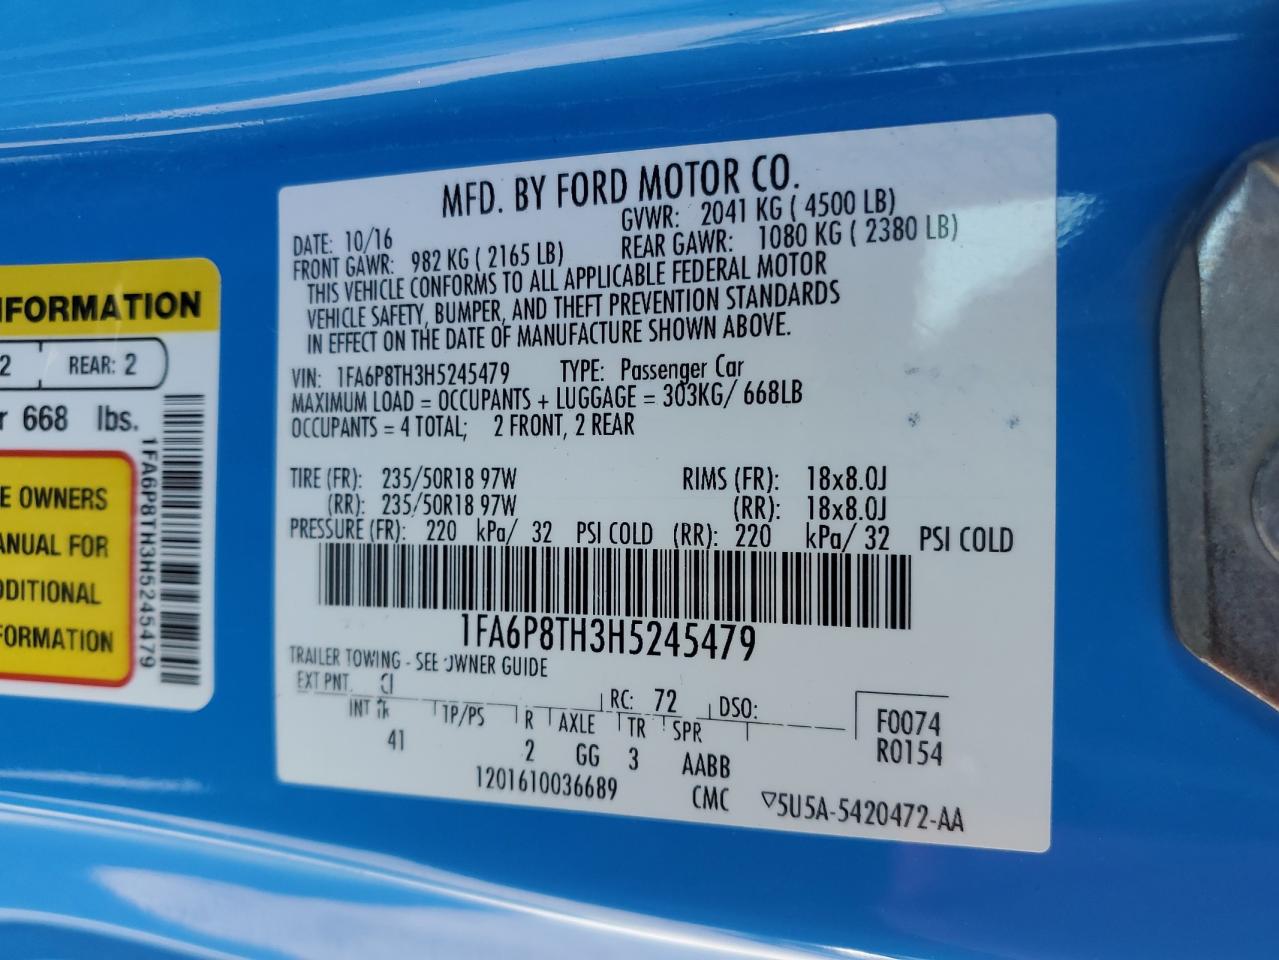 MFD. BY FORD MOTOR CO.
DATE: 10/16 GVWR: 2041 KG ( 4500 LB)
FRONT GAWR: 982 KG ( 2165 LB) REAR GAWR: 1080 KG ( 2380 LB)
THIS VEHICLE CONFORMS TO ALL APPLICABLE FEDERAL MOTOR
VEHICLE SAFETY, BUMPER, AND THEFT PREVENTION STANDARDS
IN EFFECT ON THE DATE OF MANUFACTURE SHOWN ABOVE.
VIN: 1FA6P8TH3H5245479 TYPE: Passenger Car
MAXIMUM LOAD = OCCUPANTS + LUGGAGE = 303KG/ 668LB
OCCUPANTS = 4 TOTAL; 2 FRONT, 2 REAR
TIRE (FR): 235/50R18 97W RIMS (FR): 18x8.0J
(RR): 235/50R18 97W (RR): 18x8.0J
PRESSURE (FR): 220 kPa/ 32 PSI COLD (RR): 220 kPa/ 32 PSI COLD
1FA6P8TH3H5245479
TRAILER TOWING - SEE OWNER GUIDE
EXT PNT. CI RC: 72 DSO:
INT TR TP/PS R AXLE TR SPR F0074
41 2 GG 3 AABB R0154
1201610036689 CMC 5U5A-5420472-AA
NFORMATION
2 REAR: 2
r 668 lbs.
E OWNERS
ANUAL FOR
DDITIONAL
FORMATION
1FA6P8TH3H5245479